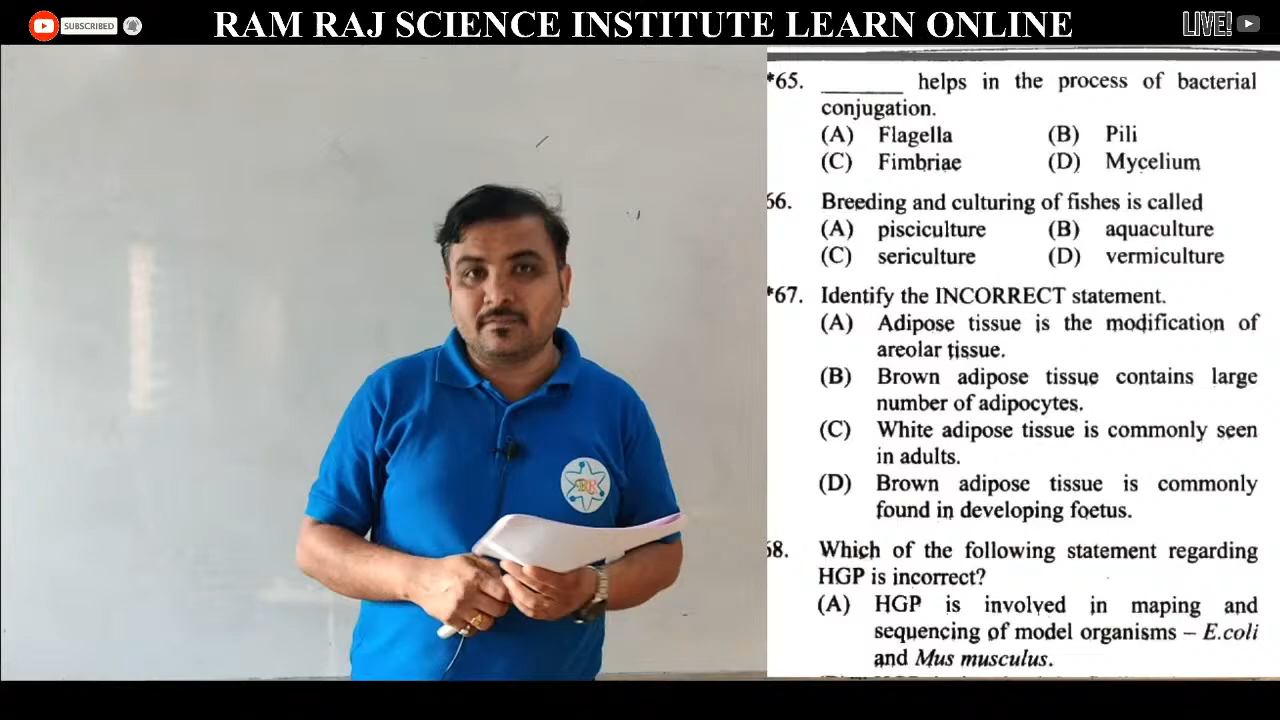 SUBSCRIBED
RAM RAJ SCIENCE INSTITUTE LEARN ONLINE
LIVE!
*65. ________ helps in the process of bacterial
conjugation.
(A) Flagella (B) Pili
(C) Fimbriae (D) Mycelium
66. Breeding and culturing of fishes is called
(A) pisciculture (B) aquaculture
(C) sericulture (D) vermiculture
*67. Identify the INCORRECT statement.
(A) Adipose tissue is the modification of
areolar tissue.
(B) Brown adipose tissue contains large
number of adipocytes.
(C) White adipose tissue is commonly seen
in adults.
(D) Brown adipose tissue is commonly
found in developing foetus.
68. Which of the following statement regarding
HGP is incorrect?
(A) HGP is involved in maping and
sequencing of model organisms – E.coli
and Mus musculus.